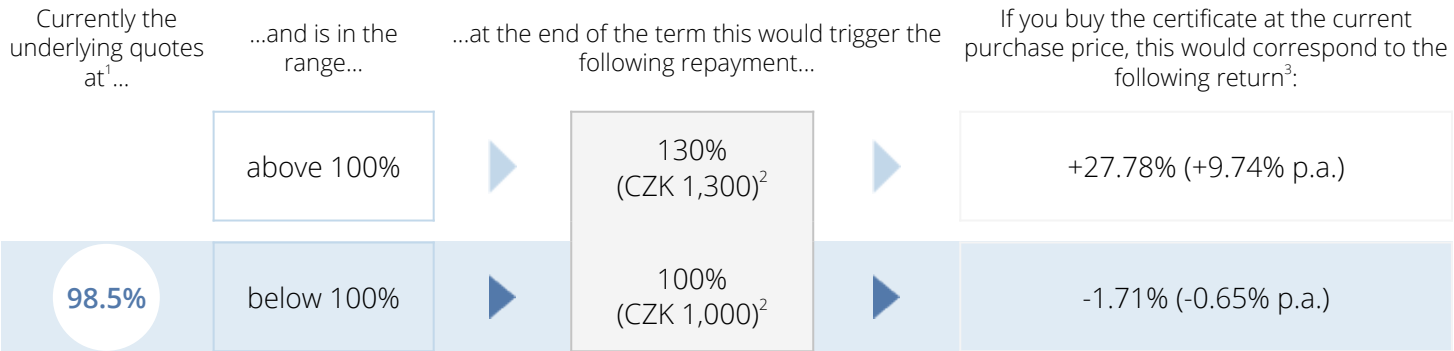 Currently the
underlying quotes
at¹...
...and is in the
range...
...at the end of the term this would trigger the
following repayment...
If you buy the certificate at the current
purchase price, this would correspond to the
following return³:
above 100%
130%
(CZK 1,300)²
+27.78% (+9.74% p.a.)
98.5%
below 100%
100%
(CZK 1,000)²
-1.71% (-0.65% p.a.)